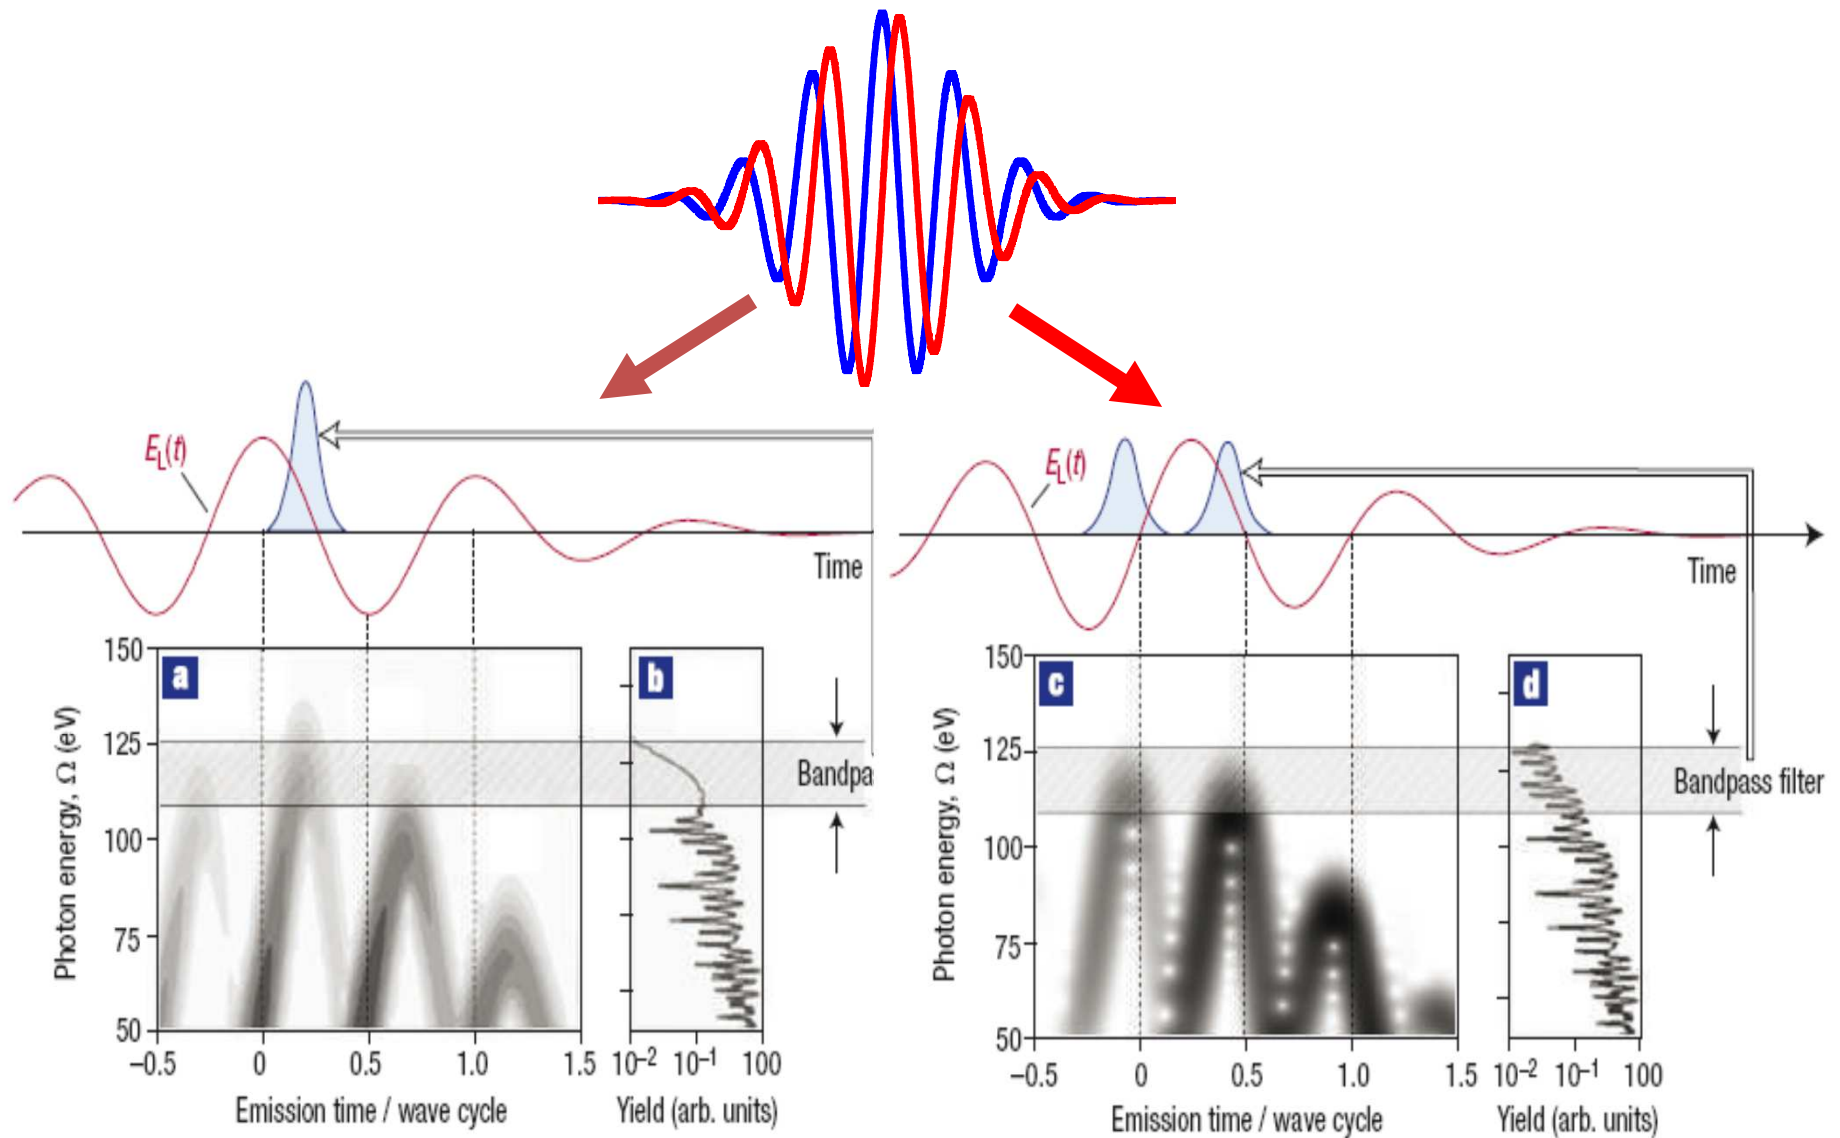 E_L(t)
Time
E_L(t)
Time
a
b
Photon energy, Ω (eV)
150
125
100
75
50
Bandpa
−0.5 0 0.5 1.0 1.5
10⁻² 10⁻¹ 100
Emission time / wave cycle
Yield (arb. units)
c
d
Photon energy, Ω (eV)
150
125
100
75
50
Bandpass filter
−0.5 0 0.5 1.0 1.5
10⁻² 10⁻¹ 100
Emission time / wave cycle
Yield (arb. units)